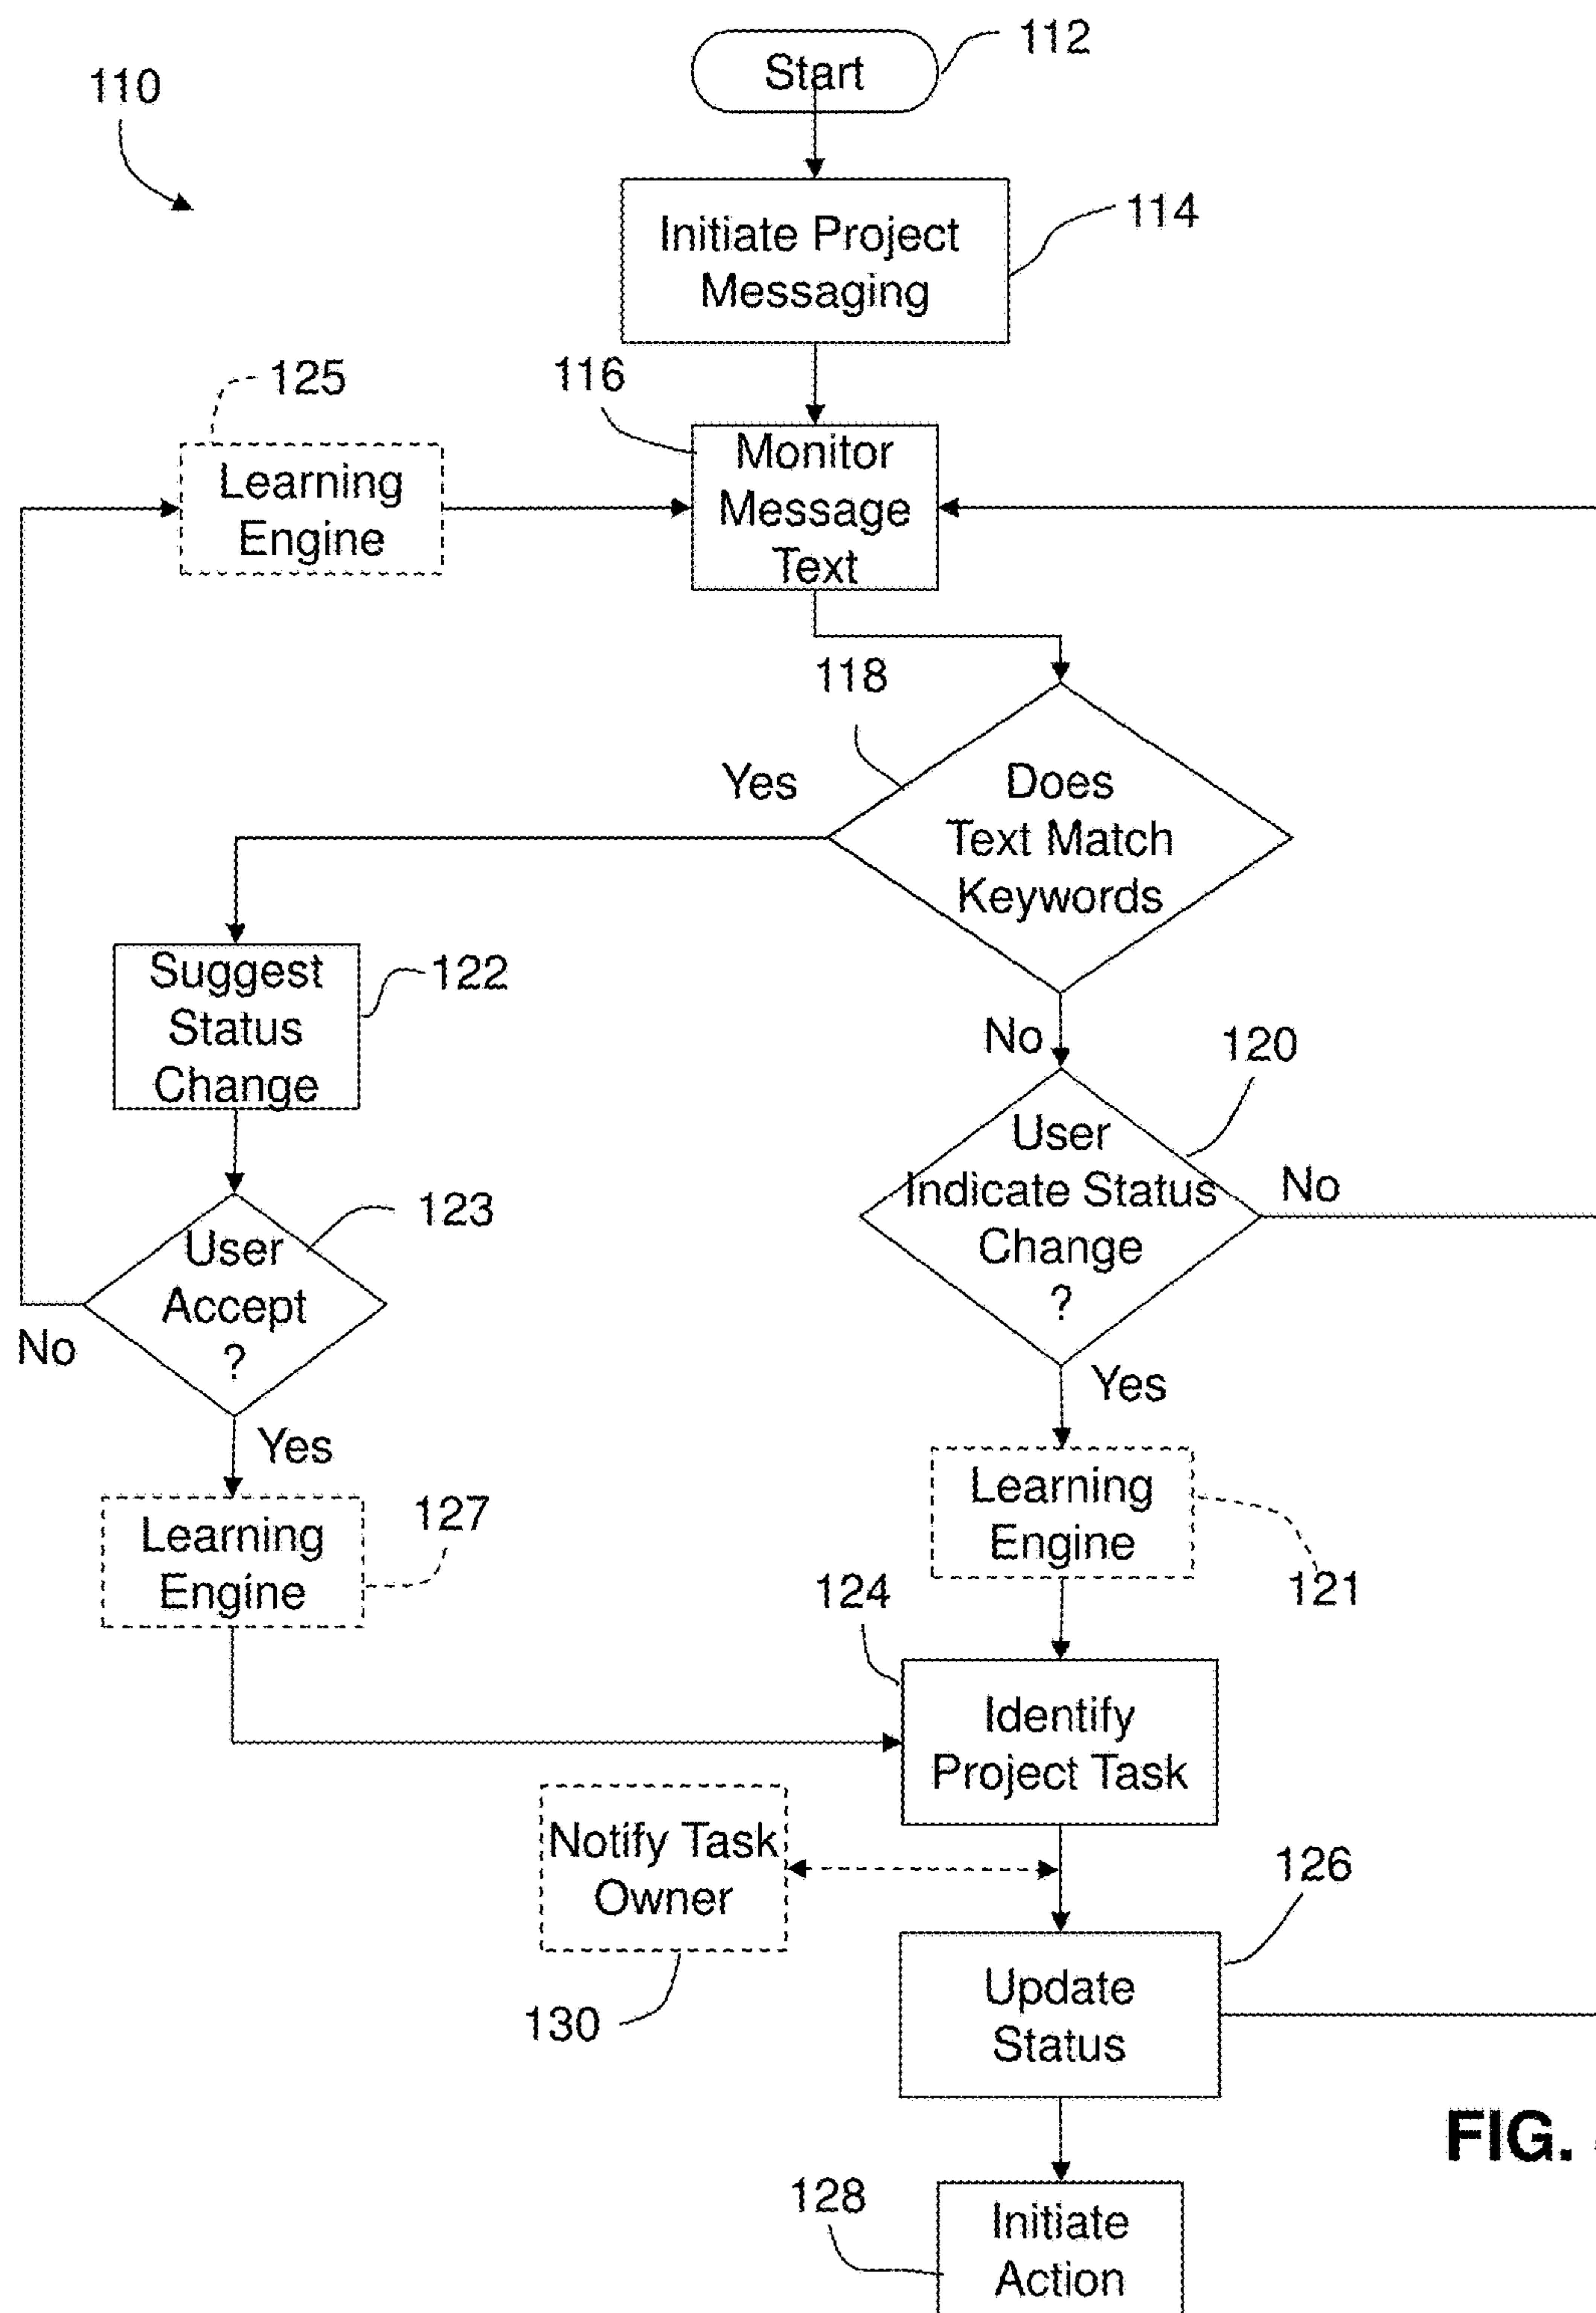 112
Start
110
114
Initiate Project
Messaging
125
116
Learning
Engine
Monitor
Message
Text
118
Yes
Does
Text Match
Keywords
Suggest
Status
Change
122
No
120
User
Indicate Status
Change
?
No
123
User
Accept
?
No
Yes
Yes
Learning
Engine
121
Learning
Engine
127
124
Identify
Project Task
Notify Task
Owner
130
126
Update
Status
FIG.
128
Initiate
Action